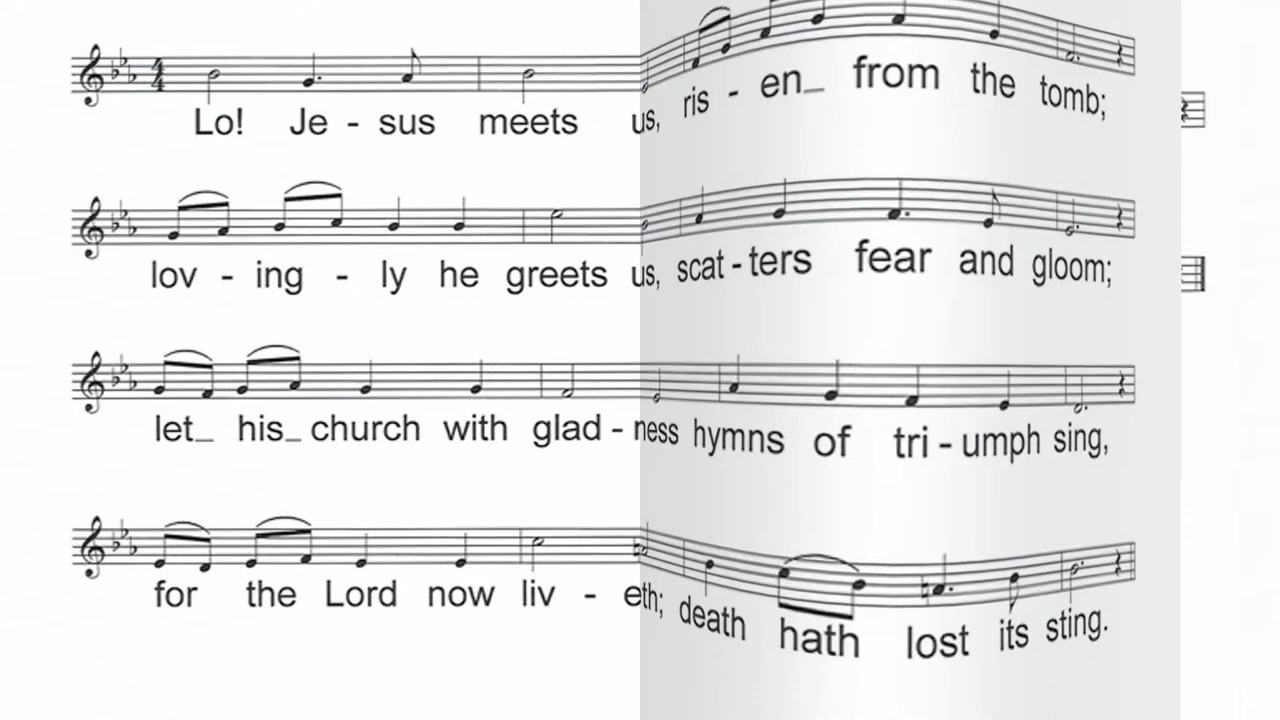 Lo! Je - sus meets us, ris - en_ from the tomb;
lov - ing - ly he greets us, scat - ters fear and gloom;
let_ his_ church with glad - ness hymns of tri - umph sing,
for the Lord now liv - eth; death hath lost its sting.